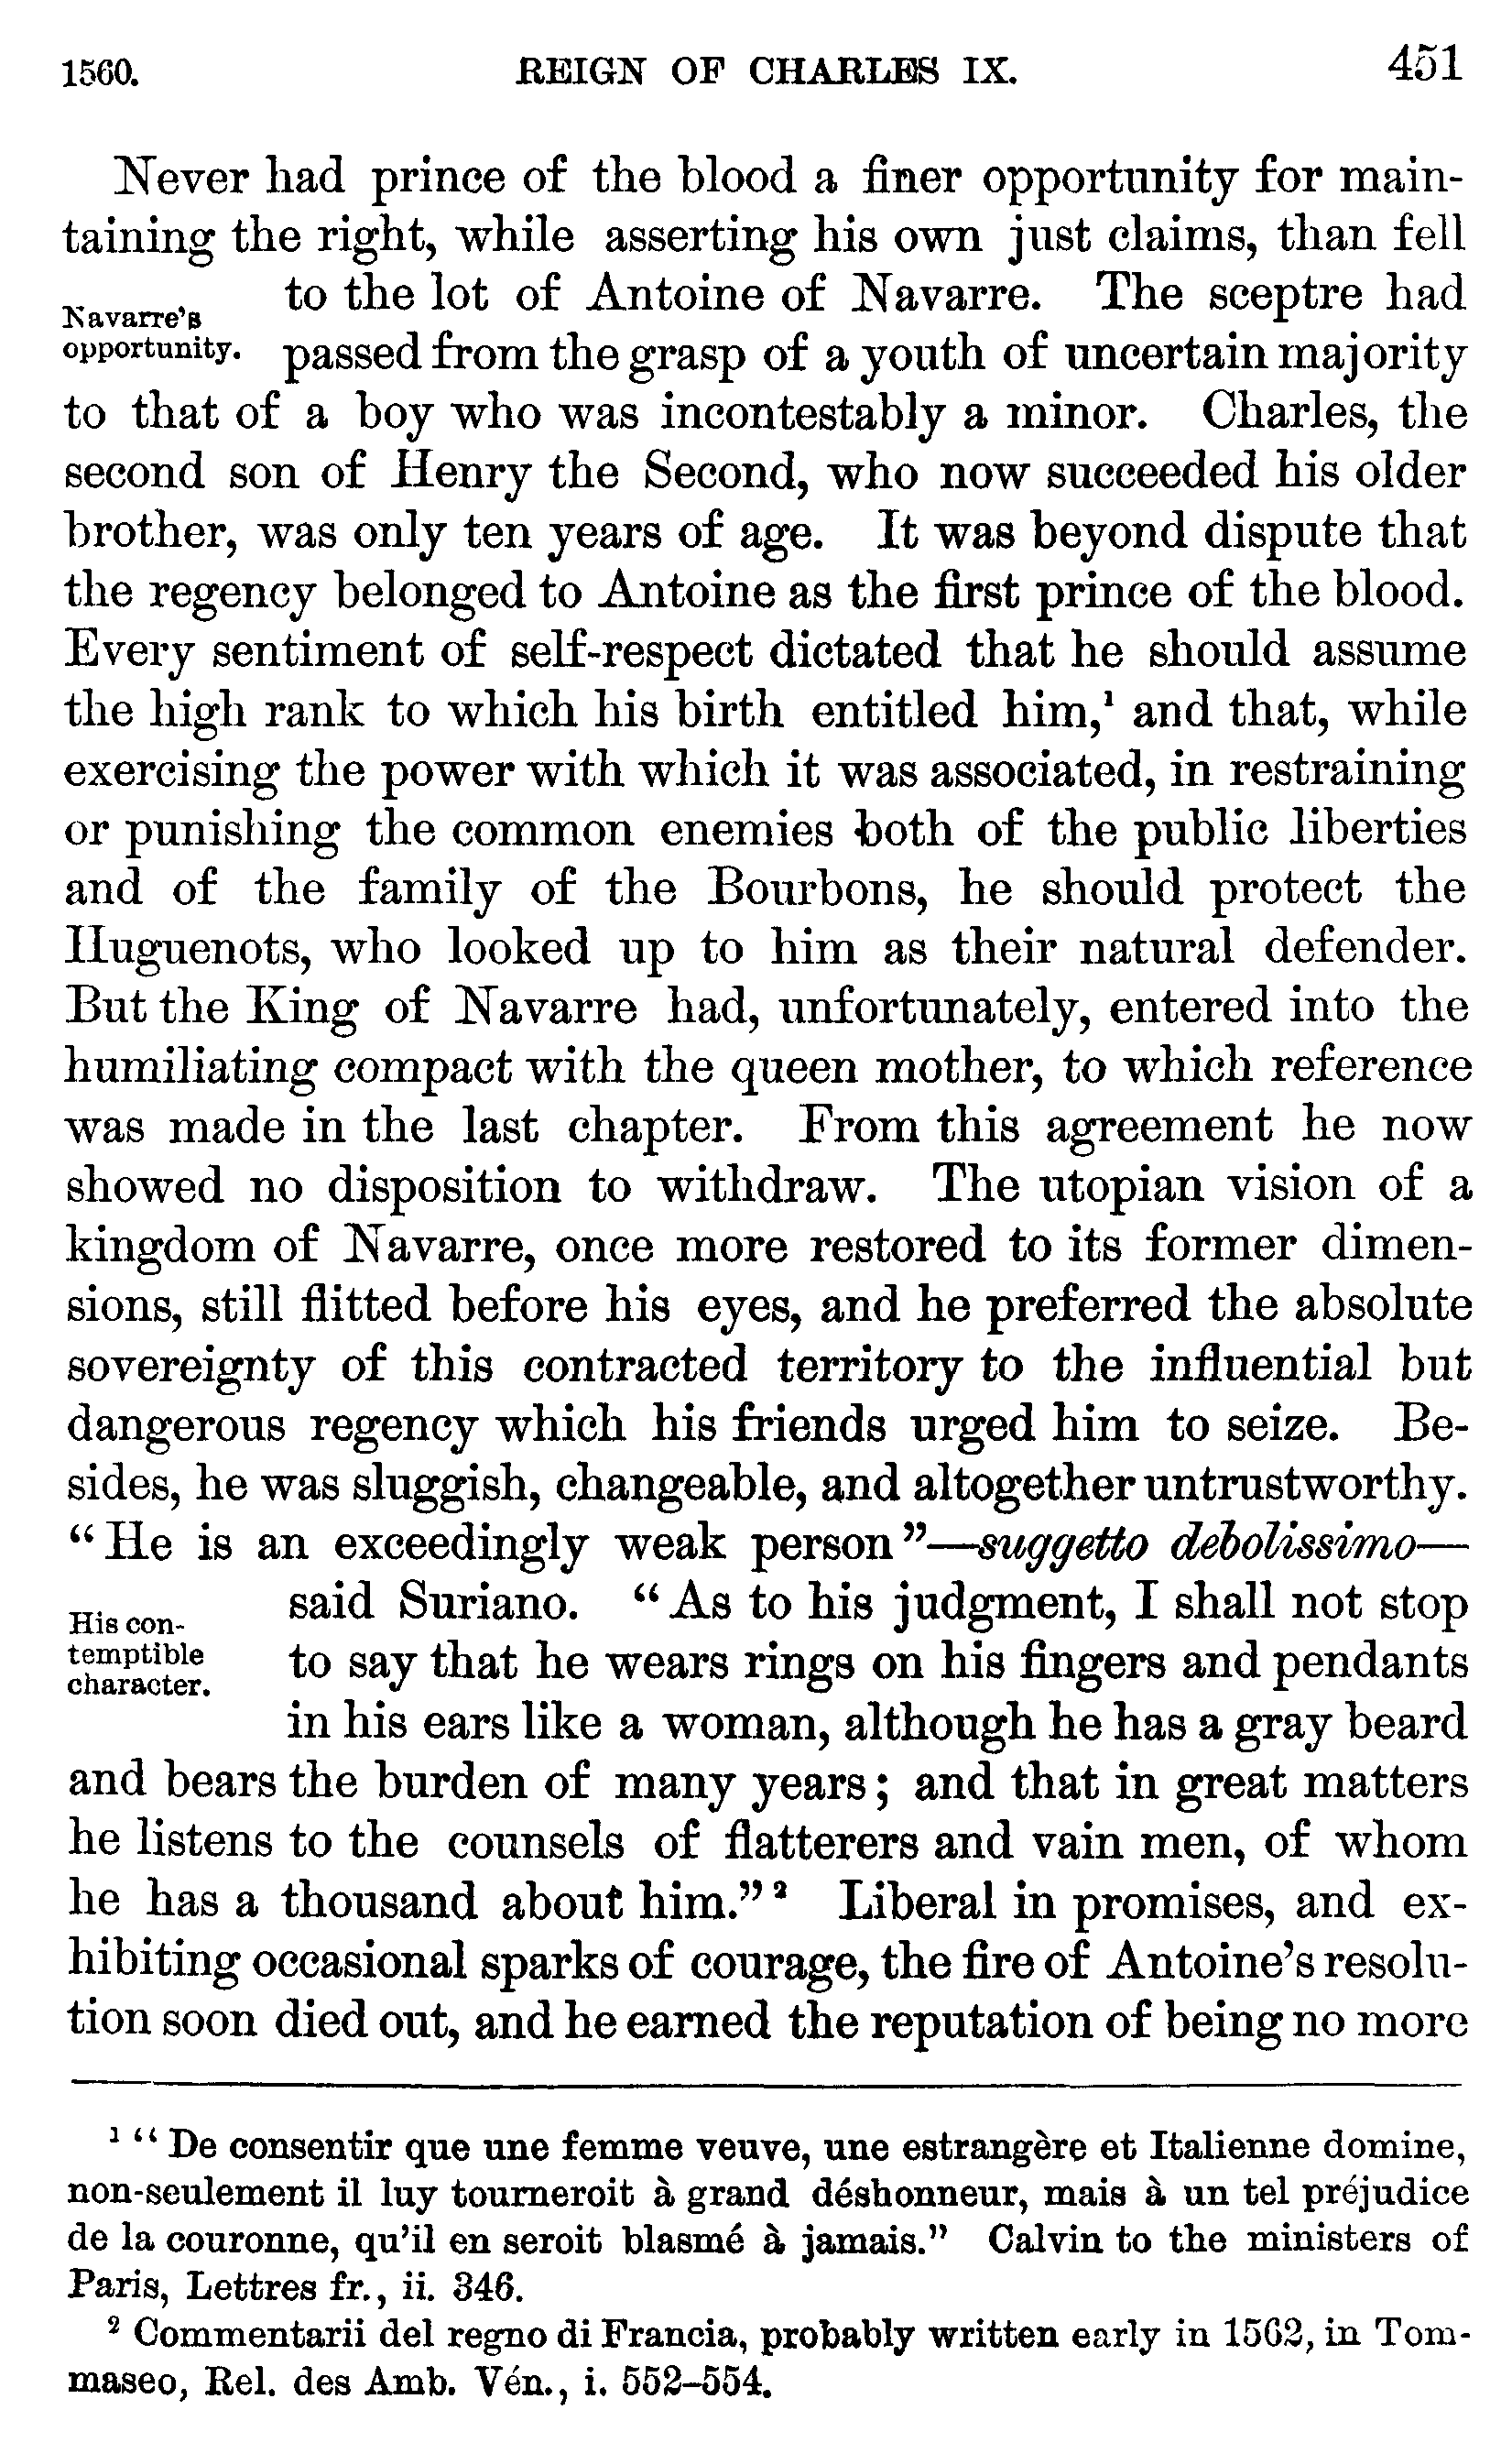 1560. REIGN OF CHARLES IX. 451
Never had prince of the blood a finer opportunity for main-
taining the right, while asserting his own just claims, than fell
to the lot of Antoine of Navarre. The sceptre had
Navarre's
opportunity.
passed from the grasp of a youth of uncertain majority
to that of a boy who was incontestably a minor. Charles, the
second son of Henry the Second, who now succeeded his older
brother, was only ten years of age. It was beyond dispute that
the regency belonged to Antoine as the first prince of the blood.
Every sentiment of self-respect dictated that he should assume
the high rank to which his birth entitled him,¹ and that, while
exercising the power with which it was associated, in restraining
or punishing the common enemies both of the public liberties
and of the family of the Bourbons, he should protect the
Huguenots, who looked up to him as their natural defender.
But the King of Navarre had, unfortunately, entered into the
humiliating compact with the queen mother, to which reference
was made in the last chapter. From this agreement he now
showed no disposition to withdraw. The utopian vision of a
kingdom of Navarre, once more restored to its former dimen-
sions, still flitted before his eyes, and he preferred the absolute
sovereignty of this contracted territory to the influential but
dangerous regency which his friends urged him to seize. Be-
sides, he was sluggish, changeable, and altogether untrustworthy.
"He is an exceedingly weak person"—suggetto debolissimo—
said Suriano. "As to his judgment, I shall not stop
His con-
temptible
character.
to say that he wears rings on his fingers and pendants
in his ears like a woman, although he has a gray beard
and bears the burden of many years; and that in great matters
he listens to the counsels of flatterers and vain men, of whom
he has a thousand about him."² Liberal in promises, and ex-
hibiting occasional sparks of courage, the fire of Antoine's resolu-
tion soon died out, and he earned the reputation of being no more
¹ "De consentir que une femme veuve, une estrangère et Italienne domine,
non-seulement il luy tourneroit à grand déshonneur, mais à un tel préjudice
de la couronne, qu'il en seroit blasmé à jamais." Calvin to the ministers of
Paris, Lettres fr., ii. 346.
² Commentarii del regno di Francia, probably written early in 1562, in Tom-
maseo, Rel. des Amb. Vén., i. 552–554.